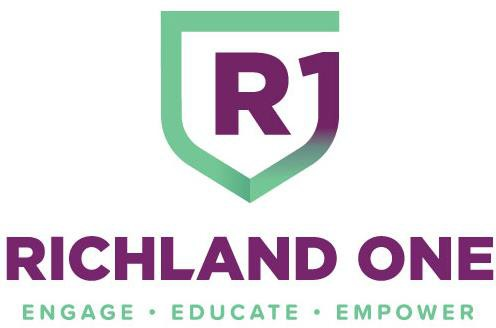 R1
RICHLAND ONE
ENGAGE • EDUCATE • EMPOWER